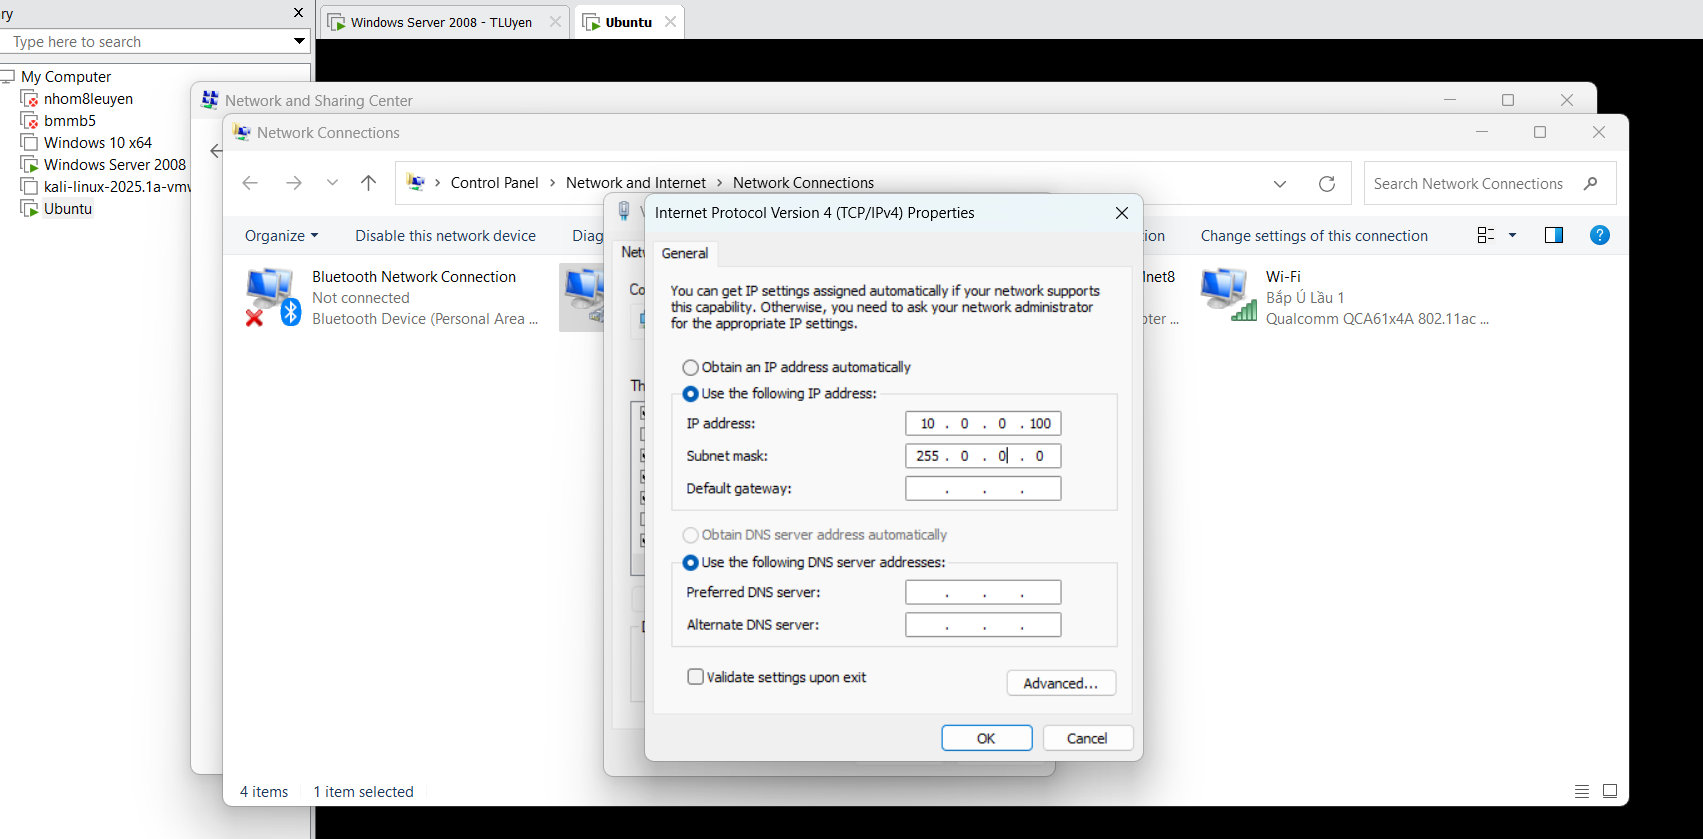 ry
Type here to search
My Computer
nhom8leuyen
bmmb5
Windows 10 x64
Windows Server 2008
kali-linux-2025.1a-vmw
Ubuntu
Windows Server 2008 - TLUyen
Ubuntu
Network and Sharing Center
Network Connections
Control Panel > Network and Internet > Network Connections
Search Network Connections
Organize
Disable this network device
Diag
ion
Change settings of this connection
Bluetooth Network Connection
Not connected
Bluetooth Device (Personal Area ...
net8
ter ...
Wi-Fi
Bắp Ú Lầu 1
Qualcomm QCA61x4A 802.11ac ...
Netw
Co
Th
Internet Protocol Version 4 (TCP/IPv4) Properties
General
You can get IP settings assigned automatically if your network supports
this capability. Otherwise, you need to ask your network administrator
for the appropriate IP settings.
Obtain an IP address automatically
Use the following IP address:
IP address: 10 . 0 . 0 . 100
Subnet mask: 255 . 0 . 0 . 0
Default gateway: . . .
Obtain DNS server address automatically
Use the following DNS server addresses:
Preferred DNS server: . . .
Alternate DNS server: . . .
Validate settings upon exit
Advanced...
OK
Cancel
4 items
1 item selected